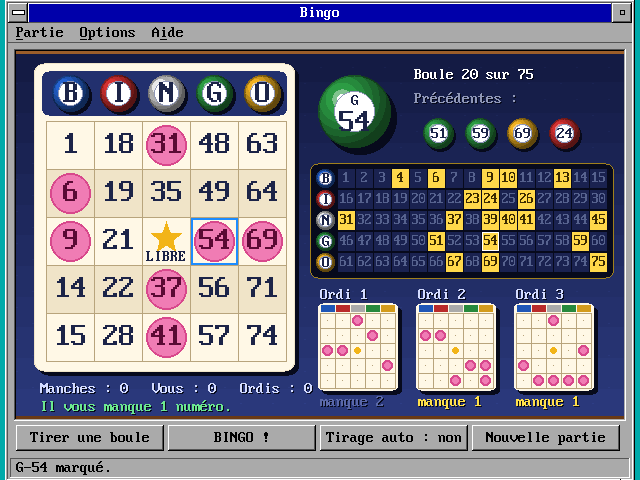 Bingo
Partie Options Aide
B I N G O
1 18 31 48 63
6 19 35 49 64
9 21 LIBRE 54 69
14 22 37 56 71
15 28 41 57 74
Manches : 0 Vous : 0 Ordis : 0
Il vous manque 1 numéro.
G
54
Boule 20 sur 75
Précédentes :
51 59 69 24
B 1 2 3 4 5 6 7 8 9 10 11 12 13 14 15
I 16 17 18 19 20 21 22 23 24 25 26 27 28 29 30
N 31 32 33 34 35 36 37 38 39 40 41 42 43 44 45
G 46 47 48 49 50 51 52 53 54 55 56 57 58 59 60
O 61 62 63 64 65 66 67 68 69 70 71 72 73 74 75
Ordi 1 Ordi 2 Ordi 3
manque 2 manque 1 manque 1
Tirer une boule BINGO ! Tirage auto : non Nouvelle partie
G-54 marqué.